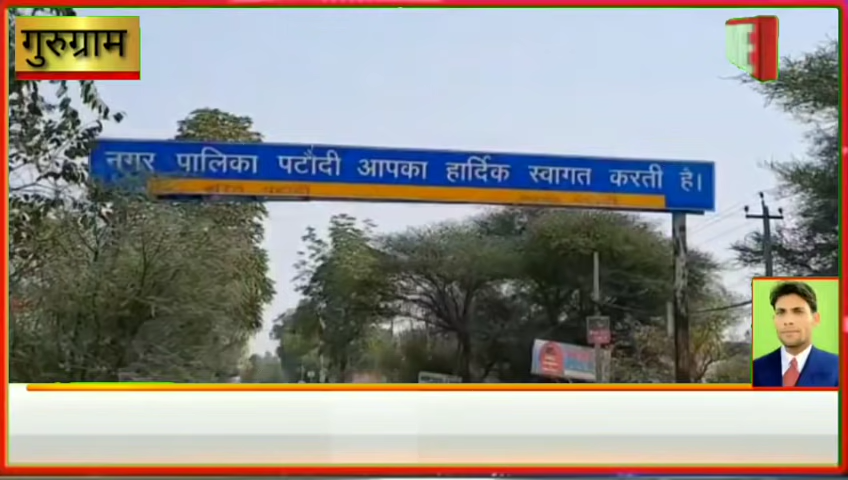 गुरुग्राम
नगर पालिका पटौदी आपका हार्दिक स्वागत करती है।